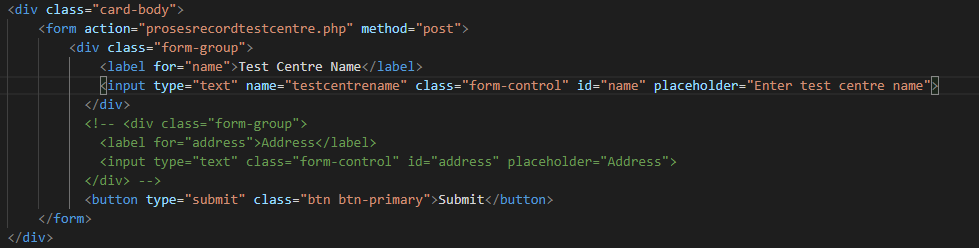 <div class="card-body">
<form action="prosesrecordtestcentre.php" method="post">
<div class="form-group">
<label for="name">Test Centre Name</label>
<input type="text" name="testcentrename" class="form-control" id="name" placeholder="Enter test centre name">
</div>
<!-- <div class="form-group">
<label for="address">Address</label>
<input type="text" class="form-control" id="address" placeholder="Address">
</div> -->
<button type="submit" class="btn btn-primary">Submit</button>
</form>
</div>